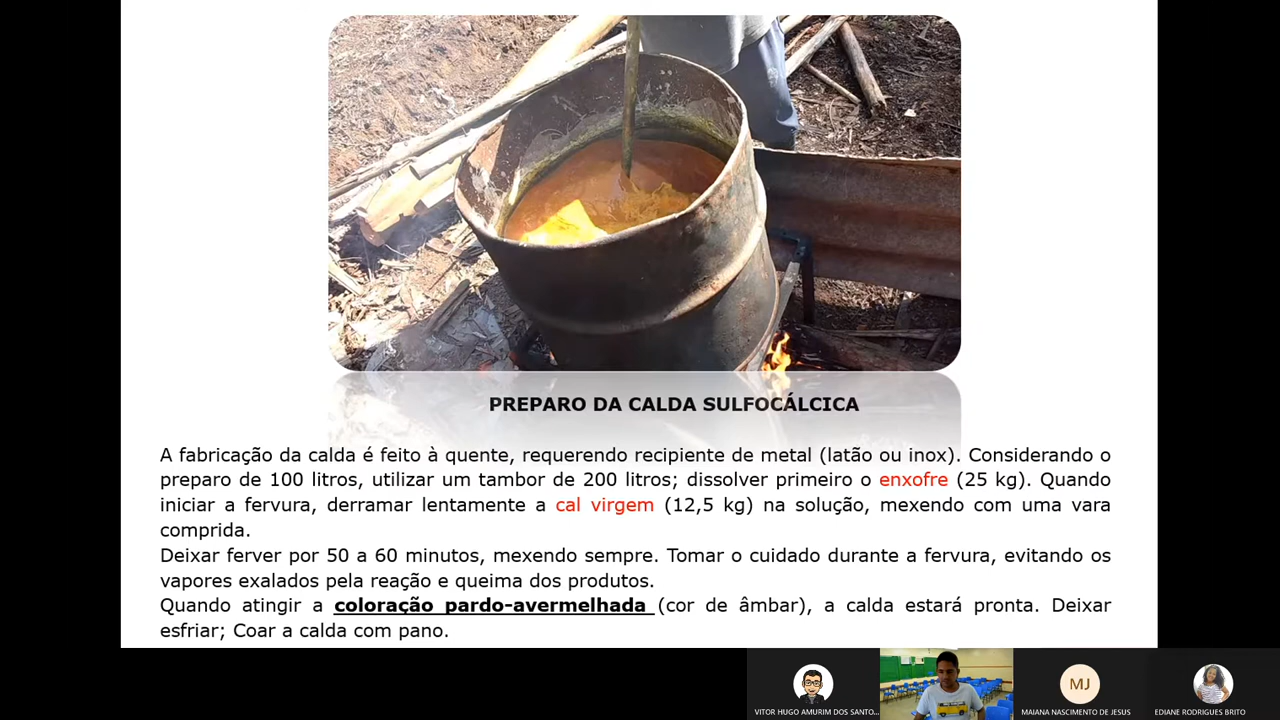 PREPARO DA CALDA SULFOCÁLCICA
A fabricação da calda é feito à quente, requerendo recipiente de metal (latão ou inox). Considerando o
preparo de 100 litros, utilizar um tambor de 200 litros; dissolver primeiro o enxofre (25 kg). Quando
iniciar a fervura, derramar lentamente a cal virgem (12,5 kg) na solução, mexendo com uma vara
comprida.
Deixar ferver por 50 a 60 minutos, mexendo sempre. Tomar o cuidado durante a fervura, evitando os
vapores exalados pela reação e queima dos produtos.
Quando atingir a coloração pardo-avermelhada (cor de âmbar), a calda estará pronta. Deixar
esfriar; Coar a calda com pano.
MJ
VITOR HUGO AMURIM DOS SANTO...
MAIANA NASCIMENTO DE JESUS
EDIANE RODRIGUES BRITO